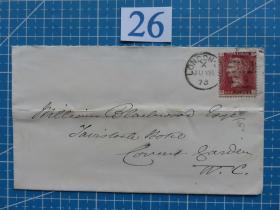 26
LONDON
X
73
William Blackwood Esqre
Tavistock Hotel
Covent Garden
W.C.